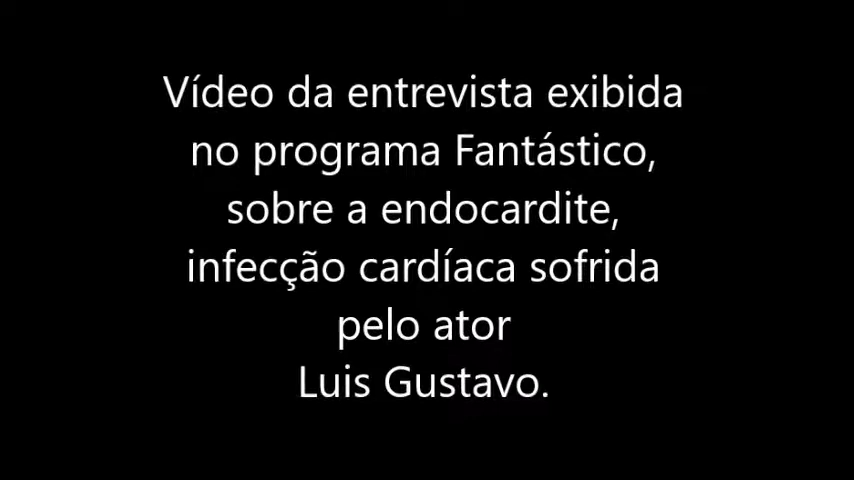 Vídeo da entrevista exibida
no programa Fantástico,
sobre a endocardite,
infecção cardíaca sofrida
pelo ator
Luis Gustavo.